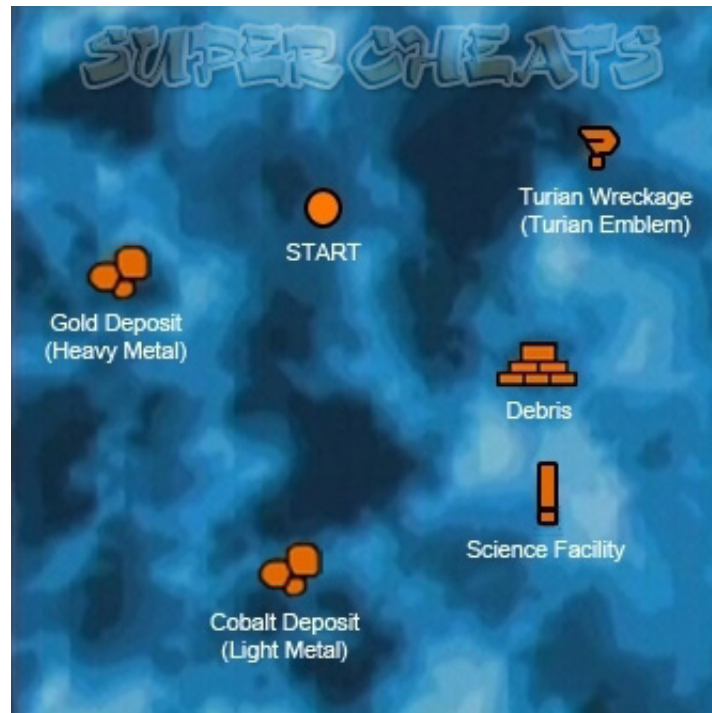 SUPER CHEATS
Turian Wreckage
(Turian Emblem)
START
Gold Deposit
(Heavy Metal)
Debris
Science Facility
Cobalt Deposit
(Light Metal)